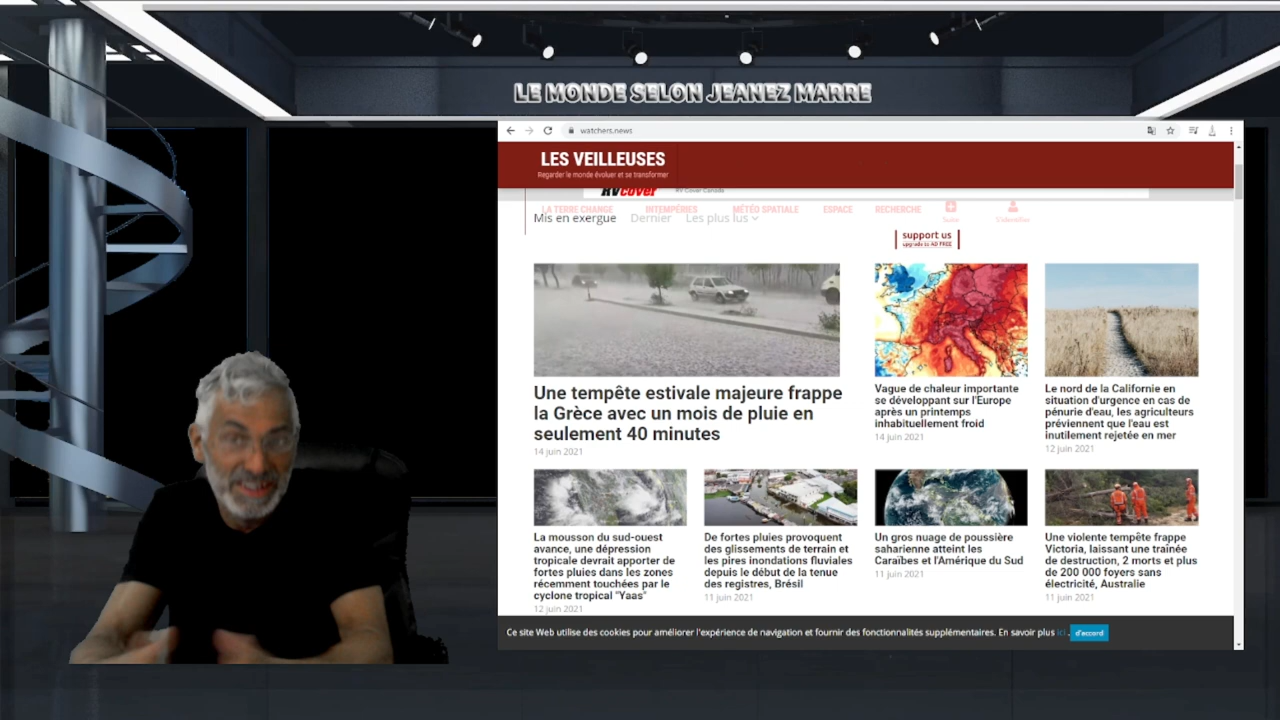 LE MONDE SELON JEANEZ MARRE
watchers.news
LES VEILLEUSES
Regarder le monde évoluer et se transformer
RVcover
RV Cover Canada
LA TERRE CHANGE INTEMPÉRIES MÉTÉO SPATIALE ESPACE RECHERCHE
S'identifier
Mis en exergue Dernier Les plus lus
support us
upgrade to AD FREE
Une tempête estivale majeure frappe
la Grèce avec un mois de pluie en
seulement 40 minutes
14 juin 2021
Vague de chaleur importante
se développant sur l'Europe
après un printemps
inhabituellement froid
14 juin 2021
Le nord de la Californie en
situation d'urgence en cas de
pénurie d'eau, les agriculteurs
préviennent que l'eau est
inutilement rejetée en mer
12 juin 2021
La mousson du sud-ouest
avance, une dépression
tropicale devrait apporter de
fortes pluies dans les zones
récemment touchées par le
cyclone tropical "Yaas"
12 juin 2021
De fortes pluies provoquent
des glissements de terrain et
les pires inondations fluviales
depuis le début de la tenue
des registres, Brésil
11 juin 2021
Un gros nuage de poussière
saharienne atteint les
Caraïbes et l'Amérique du Sud
11 juin 2021
Une violente tempête frappe
Victoria, laissant une traînée
de destruction, 2 morts et plus
de 200 000 foyers sans
électricité, Australie
11 juin 2021
Ce site Web utilise des cookies pour améliorer l'expérience de navigation et fournir des fonctionnalités supplémentaires. En savoir plus ici . d'accord